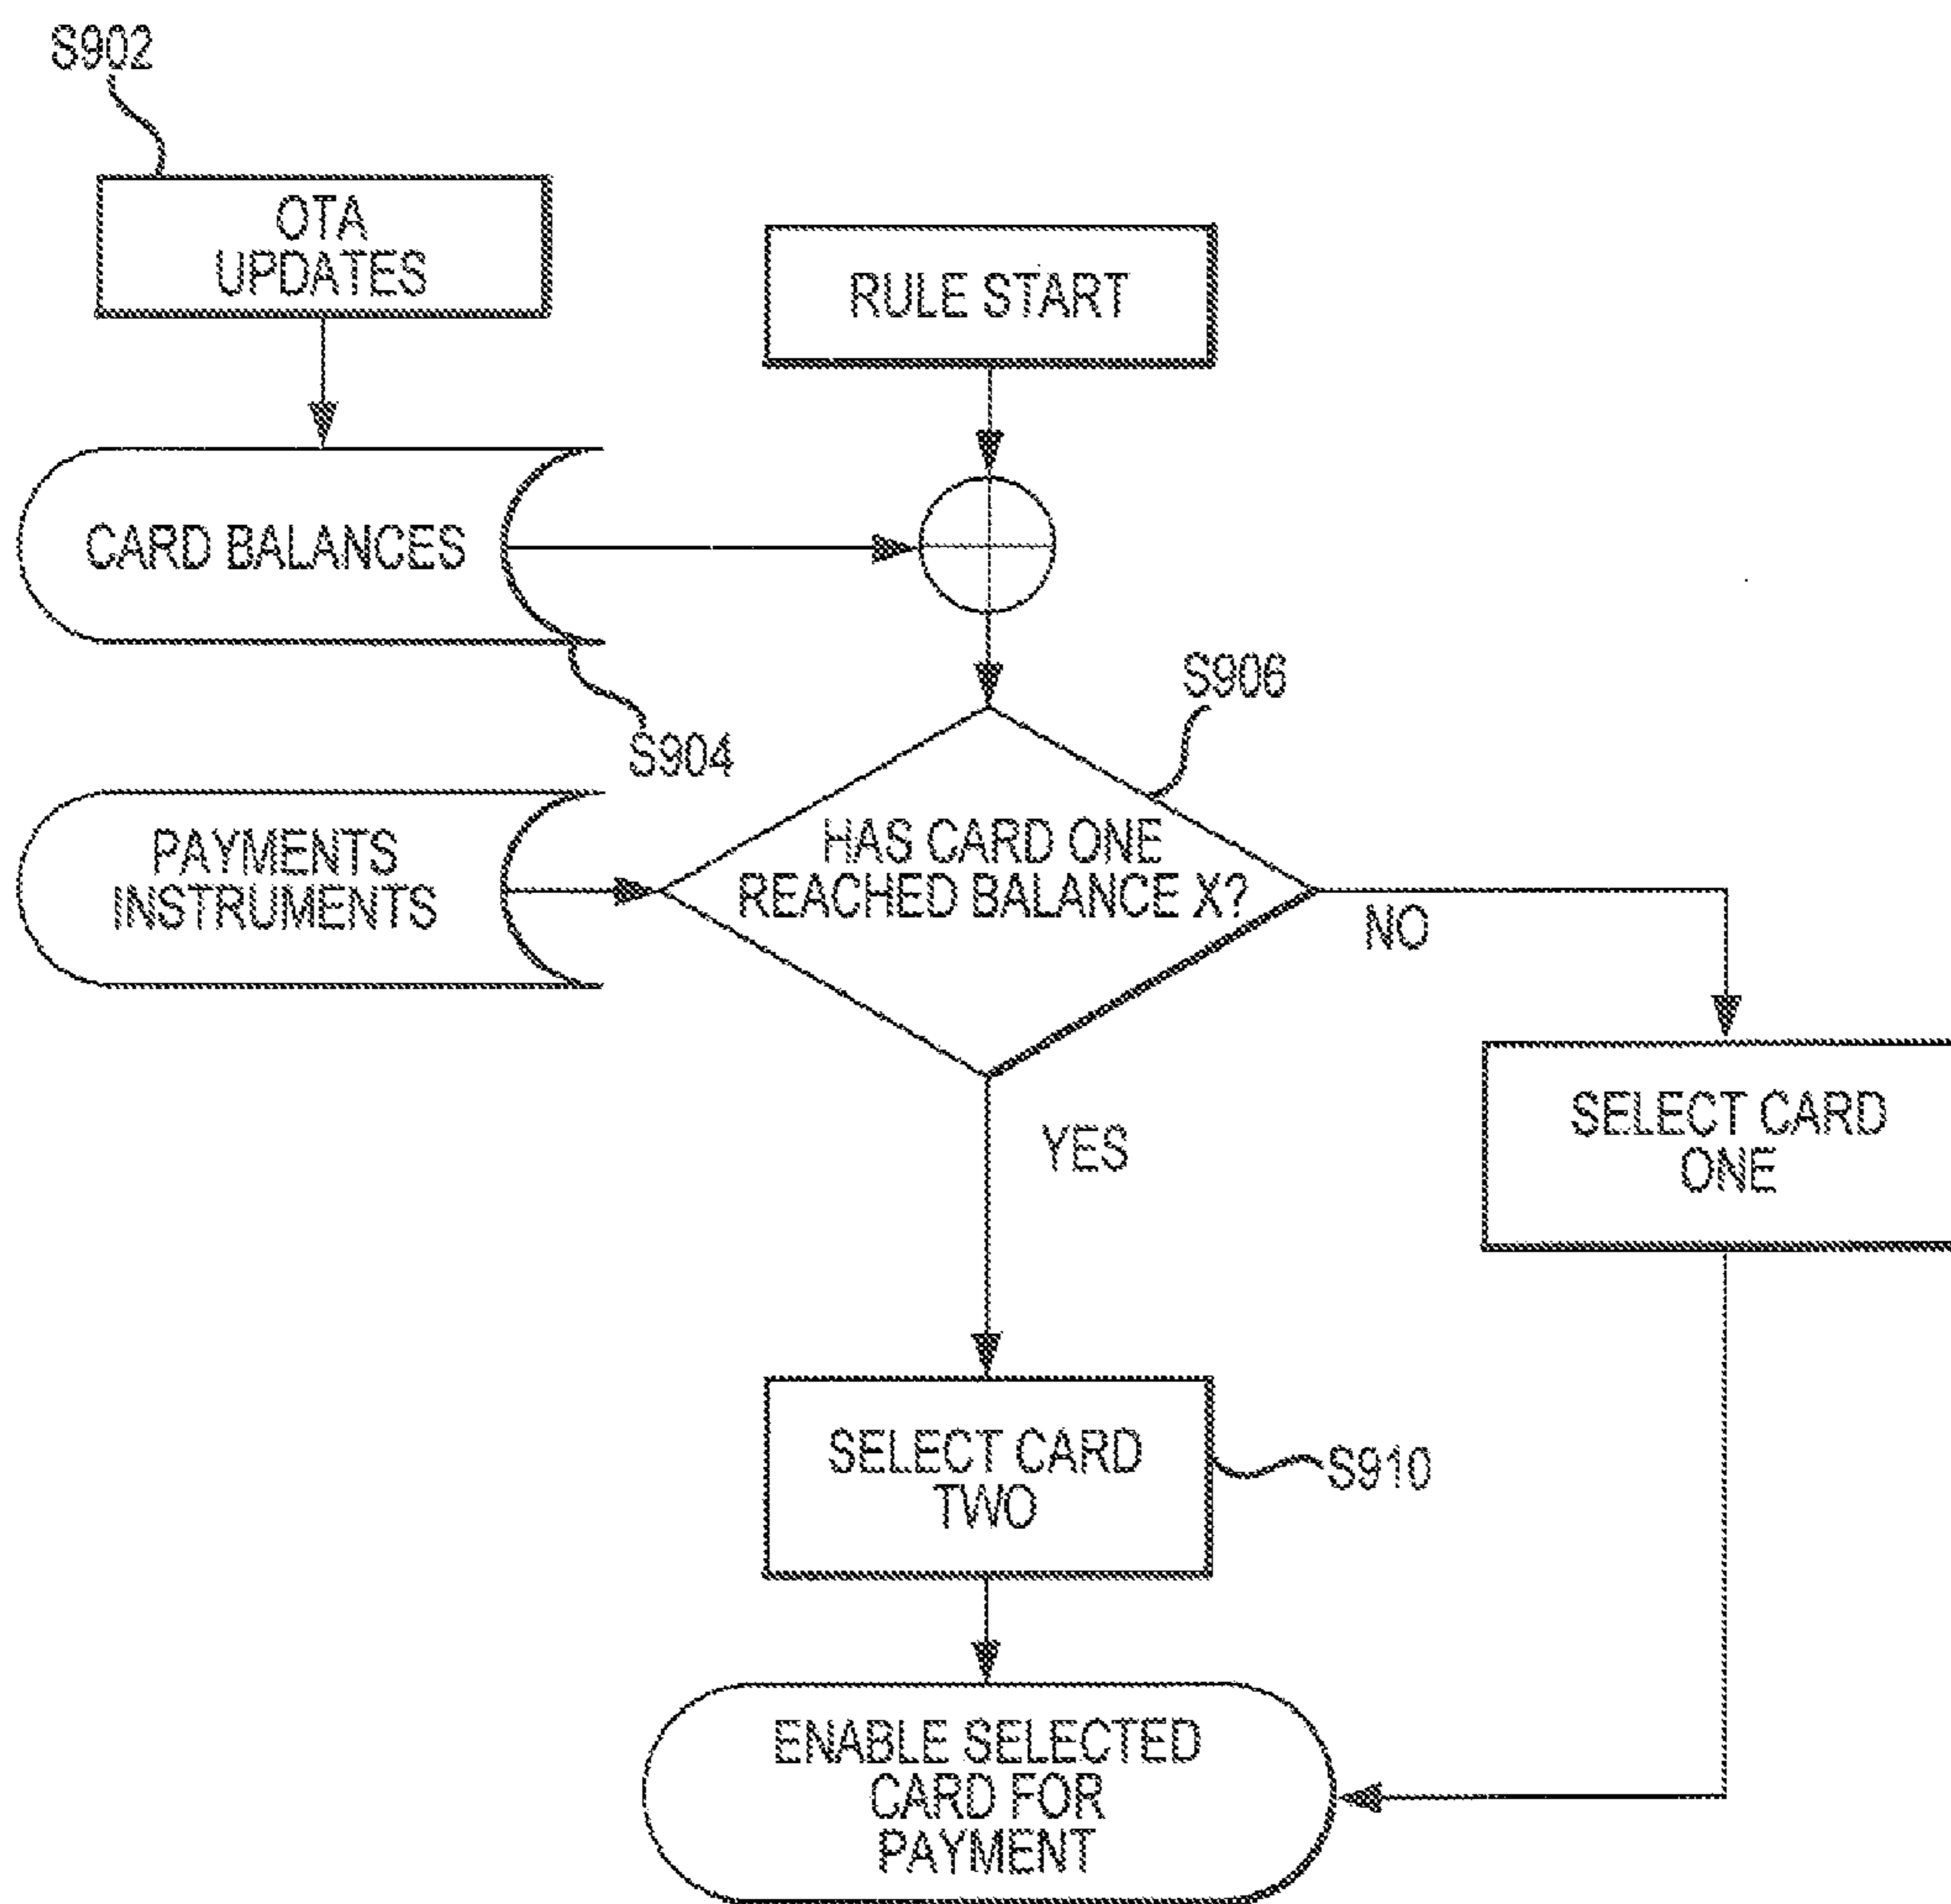 S902
OTA
UPDATES
RULE START
CARD BALANCES
S904
S906
PAYMENTS
INSTRUMENTS
HAS CARD ONE
REACHED BALANCE X?
NO
YES
SELECT CARD
ONE
SELECT CARD
TWO
S910
ENABLE SELECTED
CARD FOR
PAYMENT